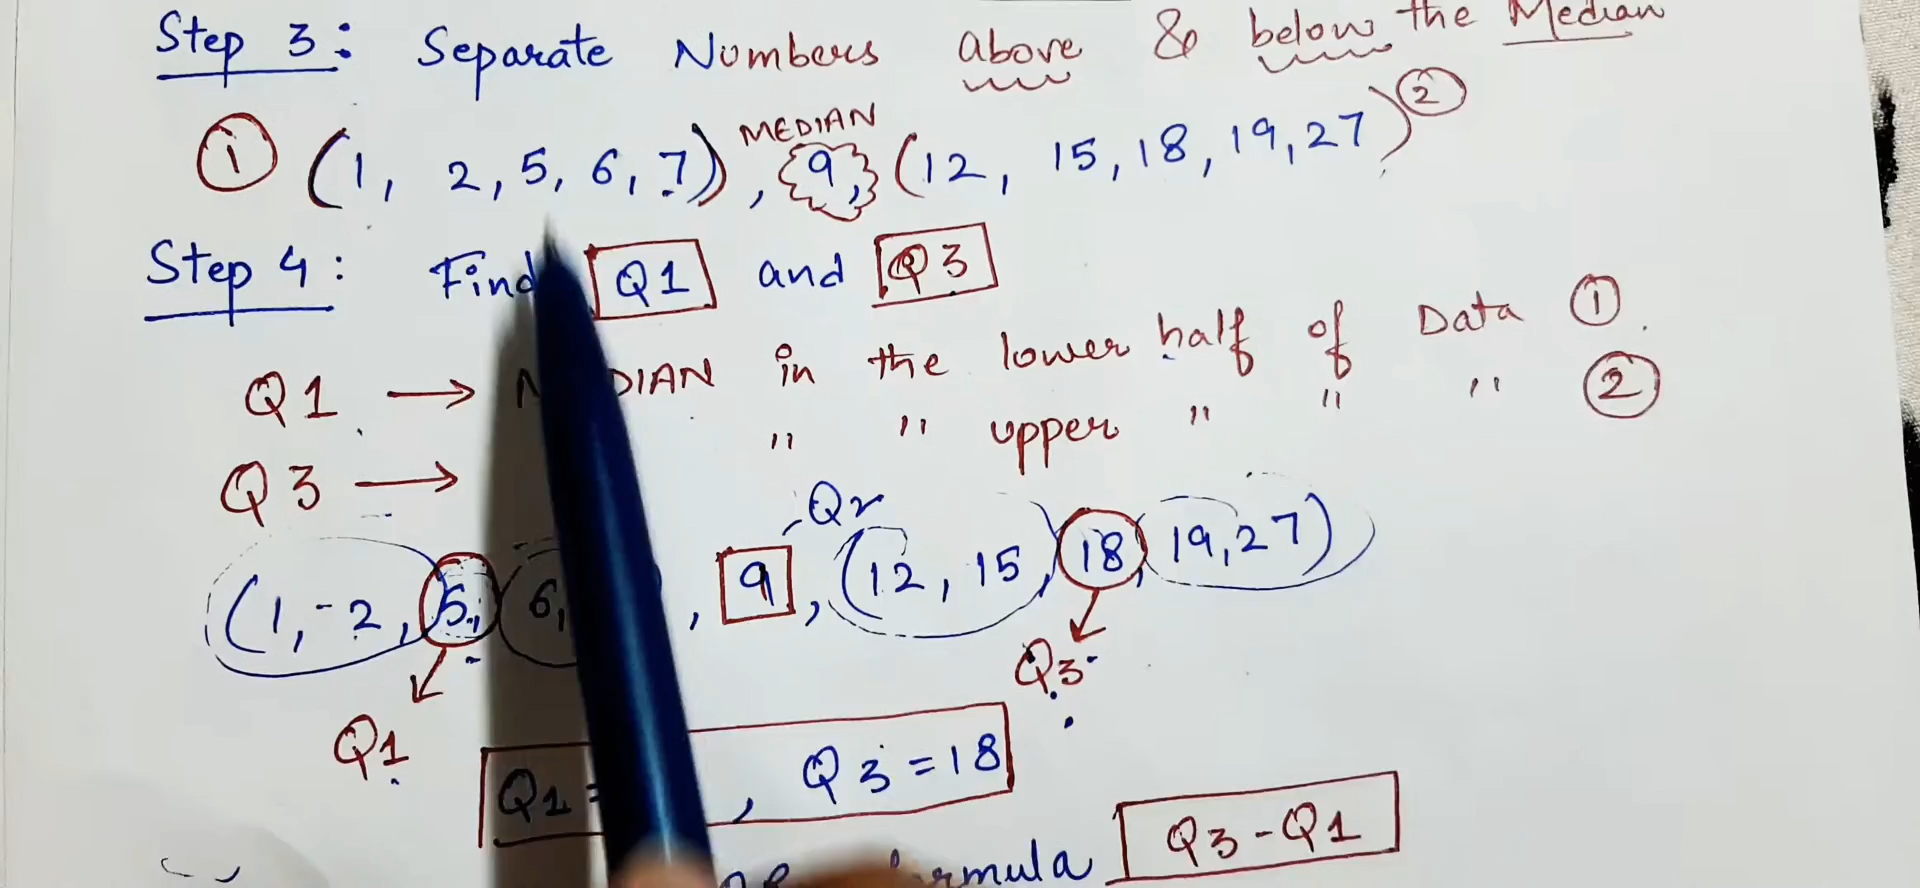 Step 3: Separate Numbers above & below the Median
① (1, 2, 5, 6, 7), MEDIAN 9, (12, 15, 18, 19, 27) ②
Step 4: Find Q1 and Q3
Q1 → DIAN in the lower half of Data ①
Q3 → " " upper " " " ②
(1, 2, 5, 6, , 9, Q2 (12, 15, 18, 19, 27)
Q1 Q3
Q1 = , Q3 = 18
formula Q3 - Q1